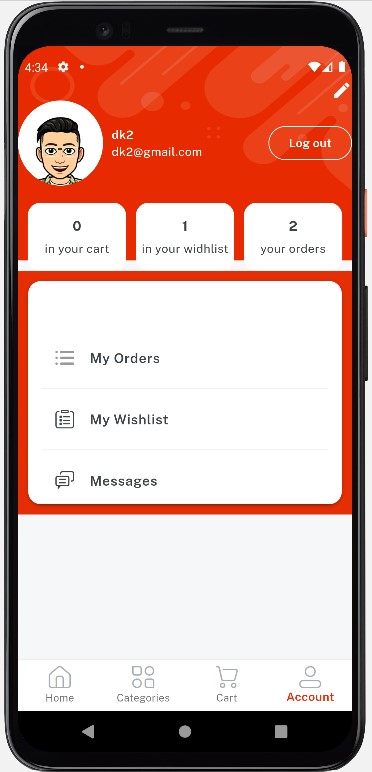 4:34
dk2
dk2@gmail.com
Log out
0
in your cart
1
in your widhlist
2
your orders
My Orders
My Wishlist
Messages
Home
Categories
Cart
Account